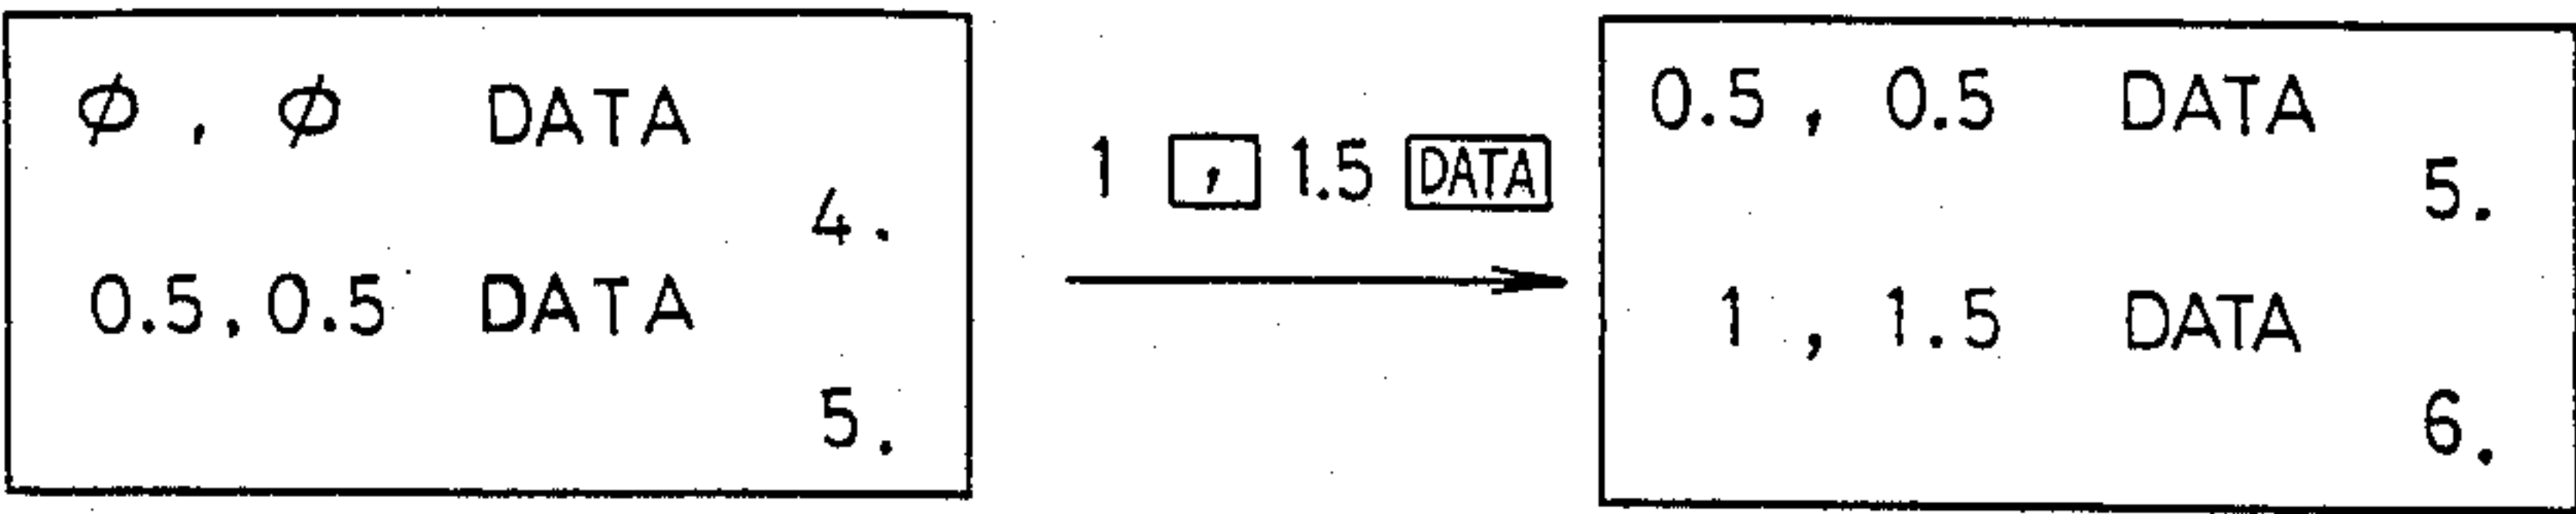 Ø , Ø DATA
4.
0.5,0.5 DATA
5.
1 , 1.5 DATA
0.5 , 0.5 DATA
5.
1 , 1.5 DATA
6.